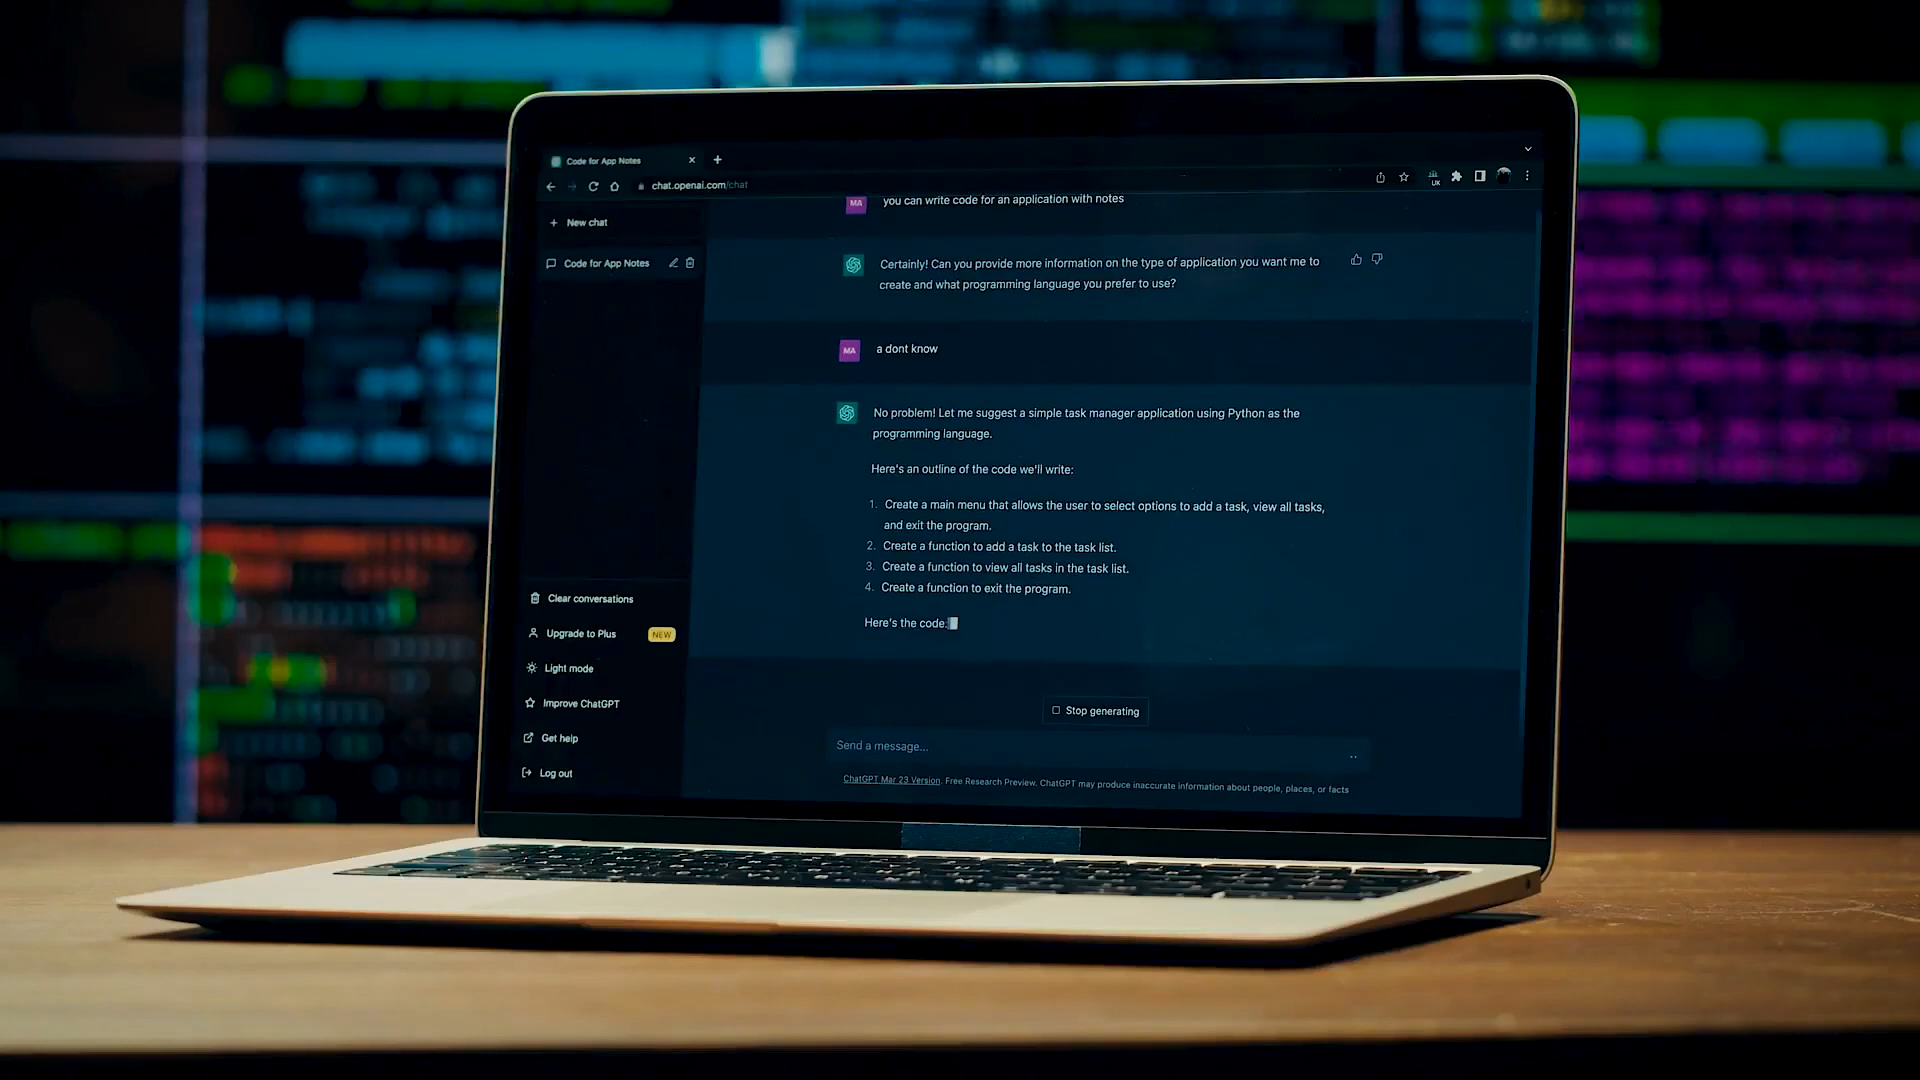 Code for App Notes
chat.openai.com/chat
UK
New chat
Code for App Notes
MA
you can write code for an application with notes
Certainly! Can you provide more information on the type of application you want me to
create and what programming language you prefer to use?
MA
a dont know
No problem! Let me suggest a simple task manager application using Python as the
programming language.
Here's an outline of the code we'll write:
1. Create a main menu that allows the user to select options to add a task, view all tasks,
and exit the program.
2. Create a function to add a task to the task list.
3. Create a function to view all tasks in the task list.
4. Create a function to exit the program.
Here's the code:
Clear conversations
Upgrade to Plus NEW
Light mode
Improve ChatGPT
Get help
Log out
Stop generating
Send a message...
ChatGPT Mar 23 Version. Free Research Preview. ChatGPT may produce inaccurate information about people, places, or facts